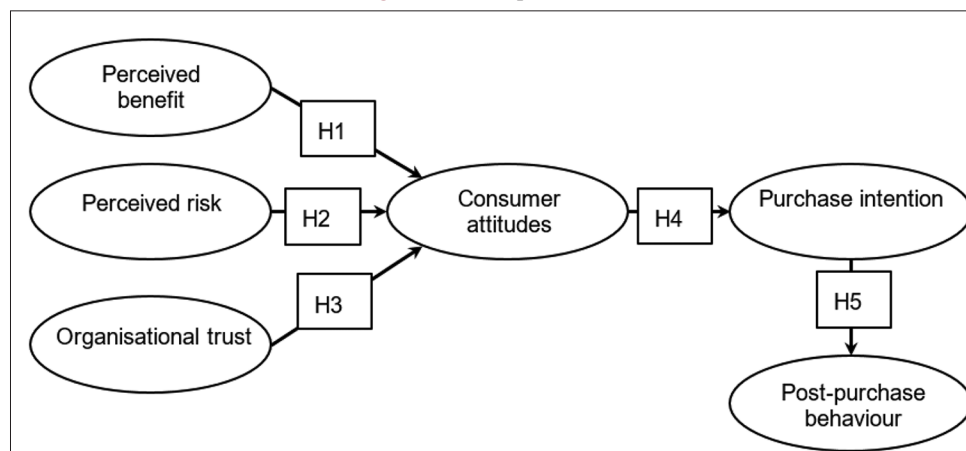 Perceived
benefit
H1
Perceived risk
H2
Consumer
attitudes
H4
Purchase intention
H3
Organisational trust
H5
Post-purchase
behaviour